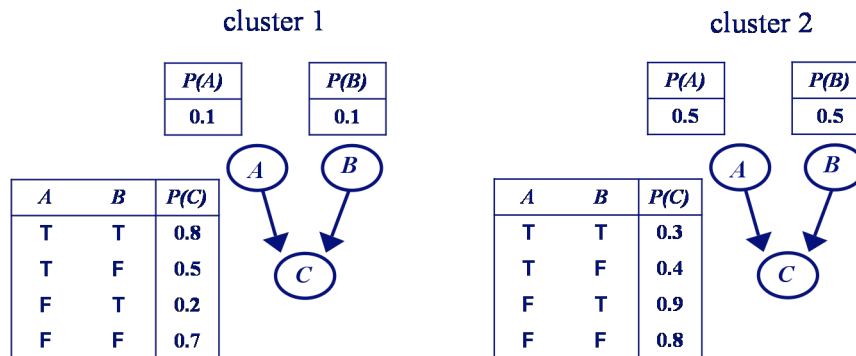 cluster 1
P(A)
0.1
P(B)
0.1
A
B
A B P(C)
T T 0.8
T F 0.5
F T 0.2
F F 0.7
C
cluster 2
P(A)
0.5
P(B)
0.5
A
B
A B P(C)
T T 0.3
T F 0.4
F T 0.9
F F 0.8
C